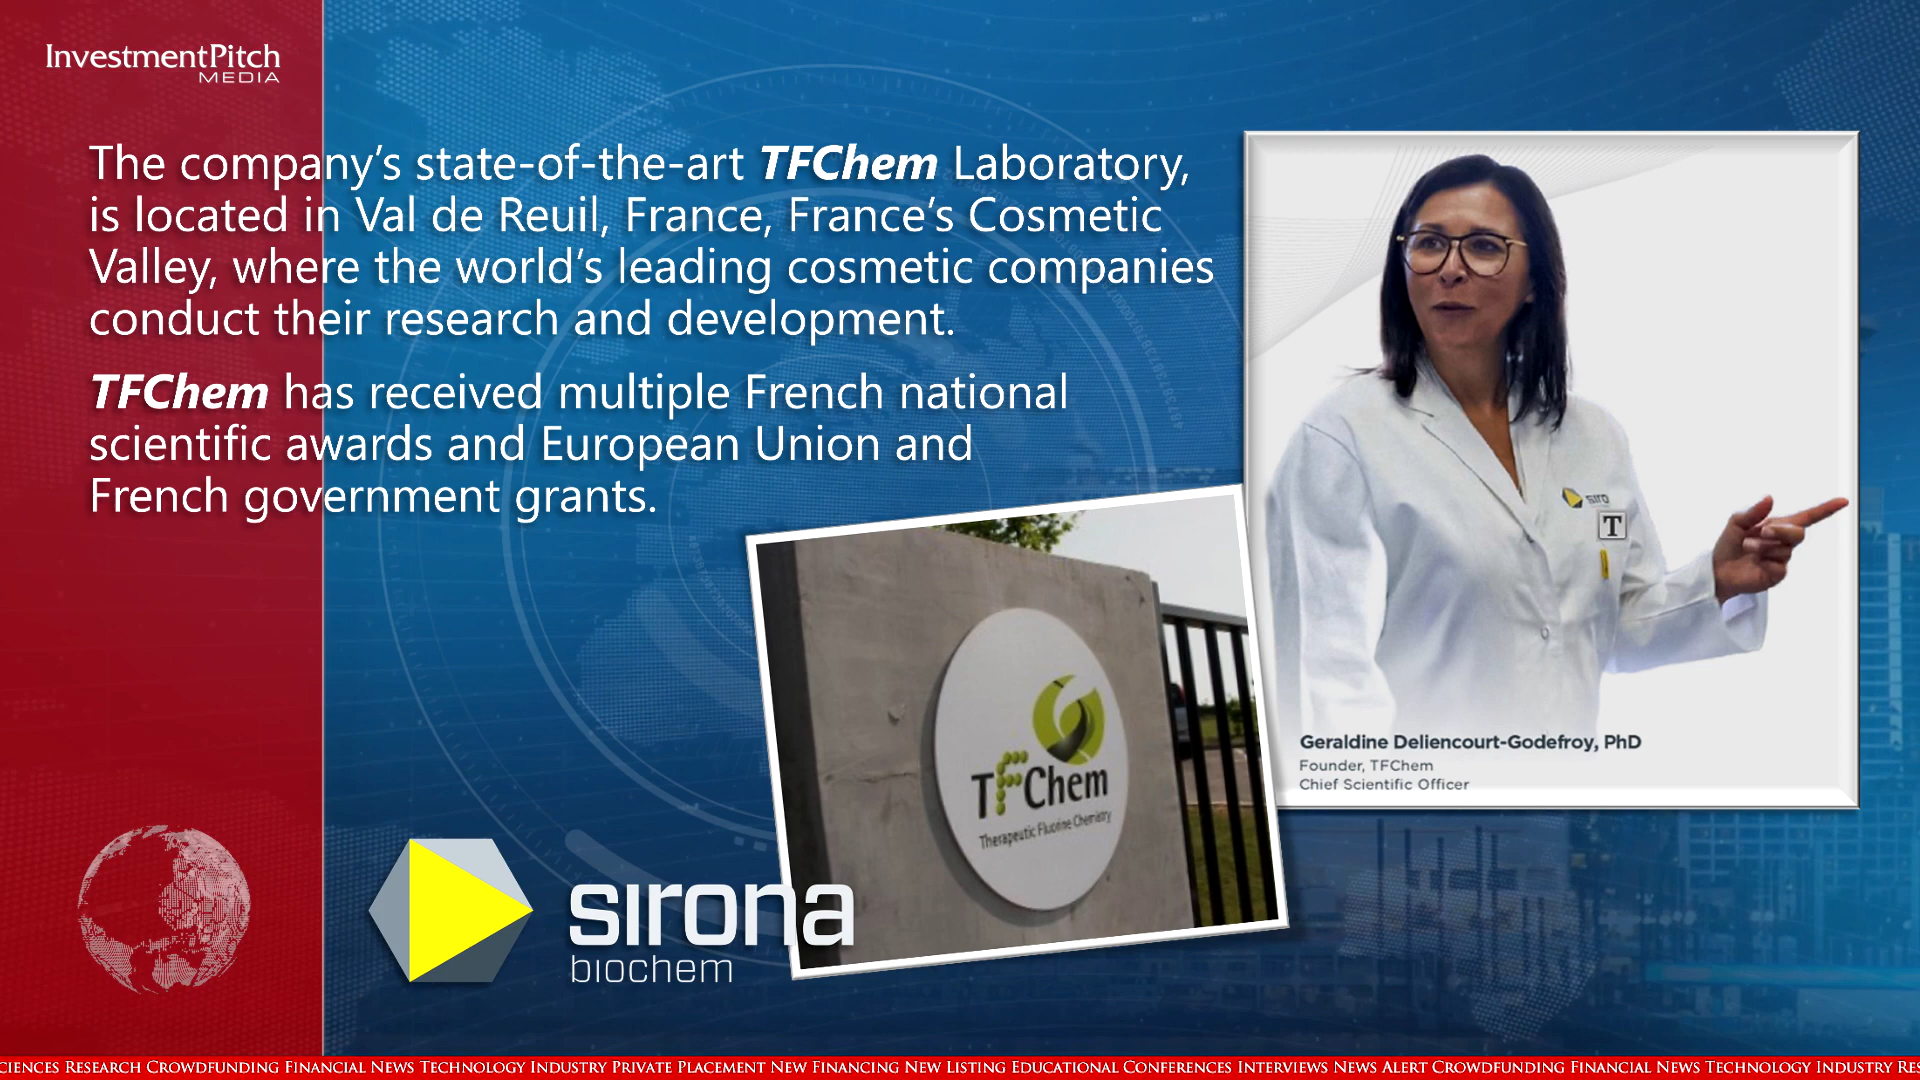 InvestmentPitch
MEDIA
The company's state-of-the-art TFChem Laboratory,
is located in Val de Reuil, France, France's Cosmetic
Valley, where the world's leading cosmetic companies
conduct their research and development.
TFChem has received multiple French national
scientific awards and European Union and
French government grants.
siro
T
Geraldine Deliencourt-Godefroy, PhD
Founder, TFChem
Chief Scientific Officer
TFChem
Therapeutic Fluorine Chemistry
sirona
biochem
CIENCES RESEARCH CROWDFUNDING FINANCIAL NEWS TECHNOLOGY INDUSTRY PRIVATE PLACEMENT NEW FINANCING NEW LISTING EDUCATIONAL CONFERENCES INTERVIEWS NEWS ALERT CROWDFUNDING FINANCIAL NEWS TECHNOLOGY INDUSTRY RES